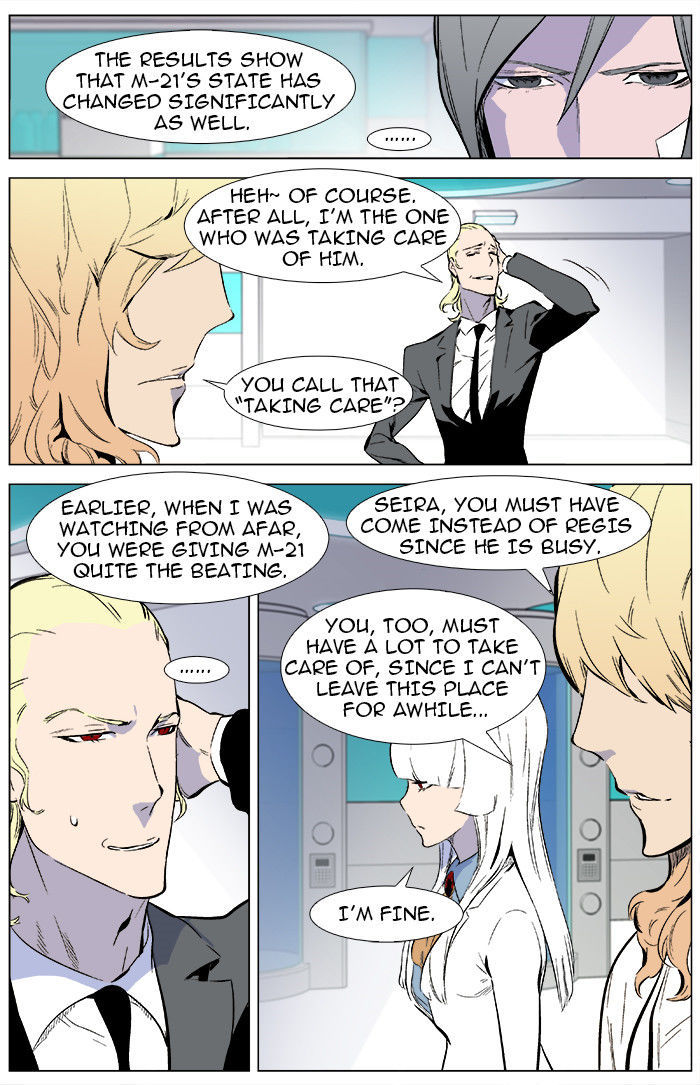 THE RESULTS SHOW
THAT M-21'S STATE HAS
CHANGED SIGNIFICANTLY
AS WELL.
......
HEH~ OF COURSE.
AFTER ALL, I'M THE ONE
WHO WAS TAKING CARE
OF HIM.
YOU CALL THAT
"TAKING CARE"?
EARLIER, WHEN I WAS
WATCHING FROM AFAR,
YOU WERE GIVING M-21
QUITE THE BEATING.
......
SEIRA, YOU MUST HAVE
COME INSTEAD OF REGIS
SINCE HE IS BUSY.
YOU, TOO, MUST
HAVE A LOT TO TAKE
CARE OF, SINCE I CAN'T
LEAVE THIS PLACE
FOR AWHILE...
I'M FINE.